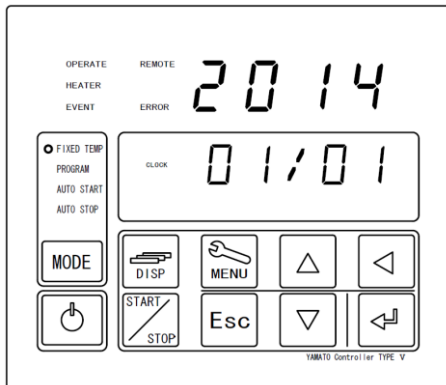 OPERATE REMOTE
HEATER
EVENT ERROR
2014
FIXED TEMP
PROGRAM
AUTO START
AUTO STOP
CLOCK
01/01
MODE
DISP
MENU
START/STOP
Esc
YAMATO Controller TYPE V